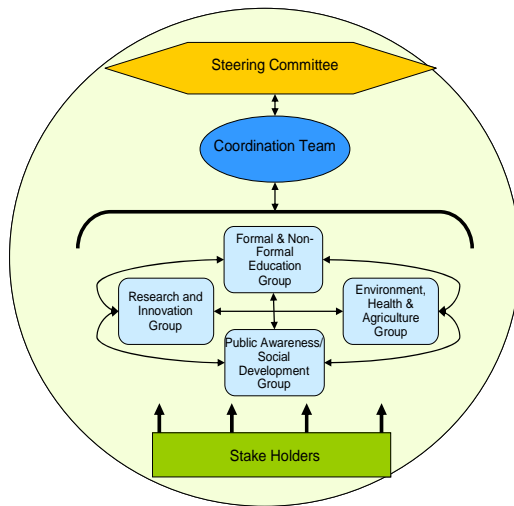 Steering Committee
Coordination Team
Formal & Non-
Formal
Education
Group
Research and
Innovation
Group
Environment,
Health &
Agriculture
Group
Public Awareness/
Social
Development
Group
Stake Holders